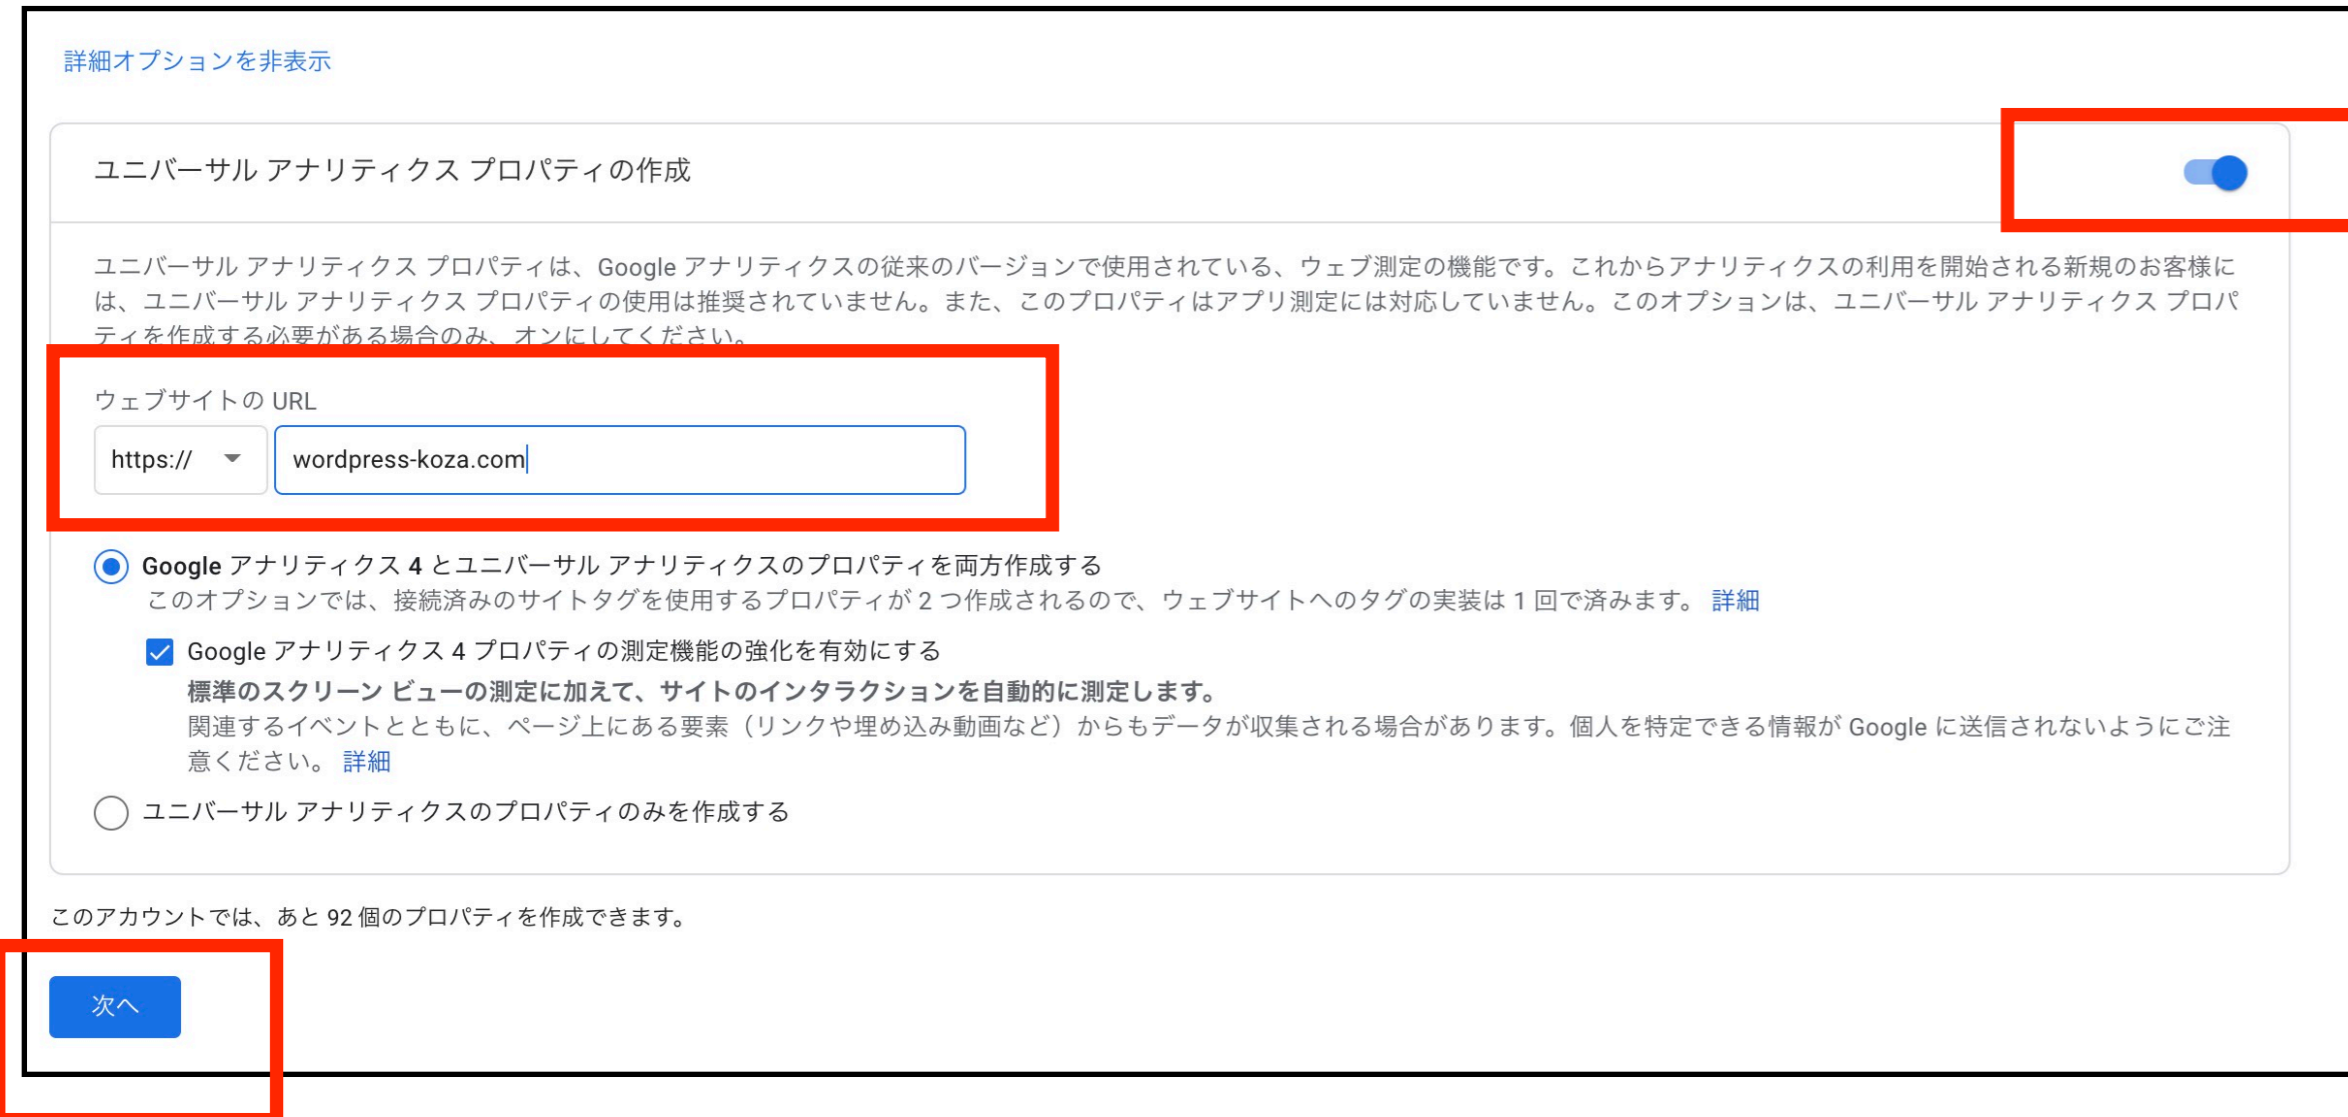 詳細オプションを非表示
ユニバーサル アナリティクス プロパティの作成
ユニバーサル アナリティクス プロパティは、Google アナリティクスの従来のバージョンで使用されている、ウェブ測定の機能です。これからアナリティクスの利用を開始される新規のお客様に
は、ユニバーサル アナリティクス プロパティの使用は推奨されていません。また、このプロパティはアプリ測定には対応していません。このオプションは、ユニバーサル アナリティクス プロパ
ティを作成する必要がある場合のみ、オンにしてください。
ウェブサイトの URL
https:// wordpress-koza.com
Google アナリティクス 4 とユニバーサル アナリティクスのプロパティを両方作成する
このオプションでは、接続済みのサイトタグを使用するプロパティが 2 つ作成されるので、ウェブサイトへのタグの実装は 1 回で済みます。 詳細
Google アナリティクス 4 プロパティの測定機能の強化を有効にする
標準のスクリーン ビューの測定に加えて、サイトのインタラクションを自動的に測定します。
関連するイベントとともに、ページ上にある要素（リンクや埋め込み動画など）からもデータが収集される場合があります。個人を特定できる情報が Google に送信されないようにご注
意ください。 詳細
ユニバーサル アナリティクスのプロパティのみを作成する
このアカウントでは、あと 92 個のプロパティを作成できます。
次へ